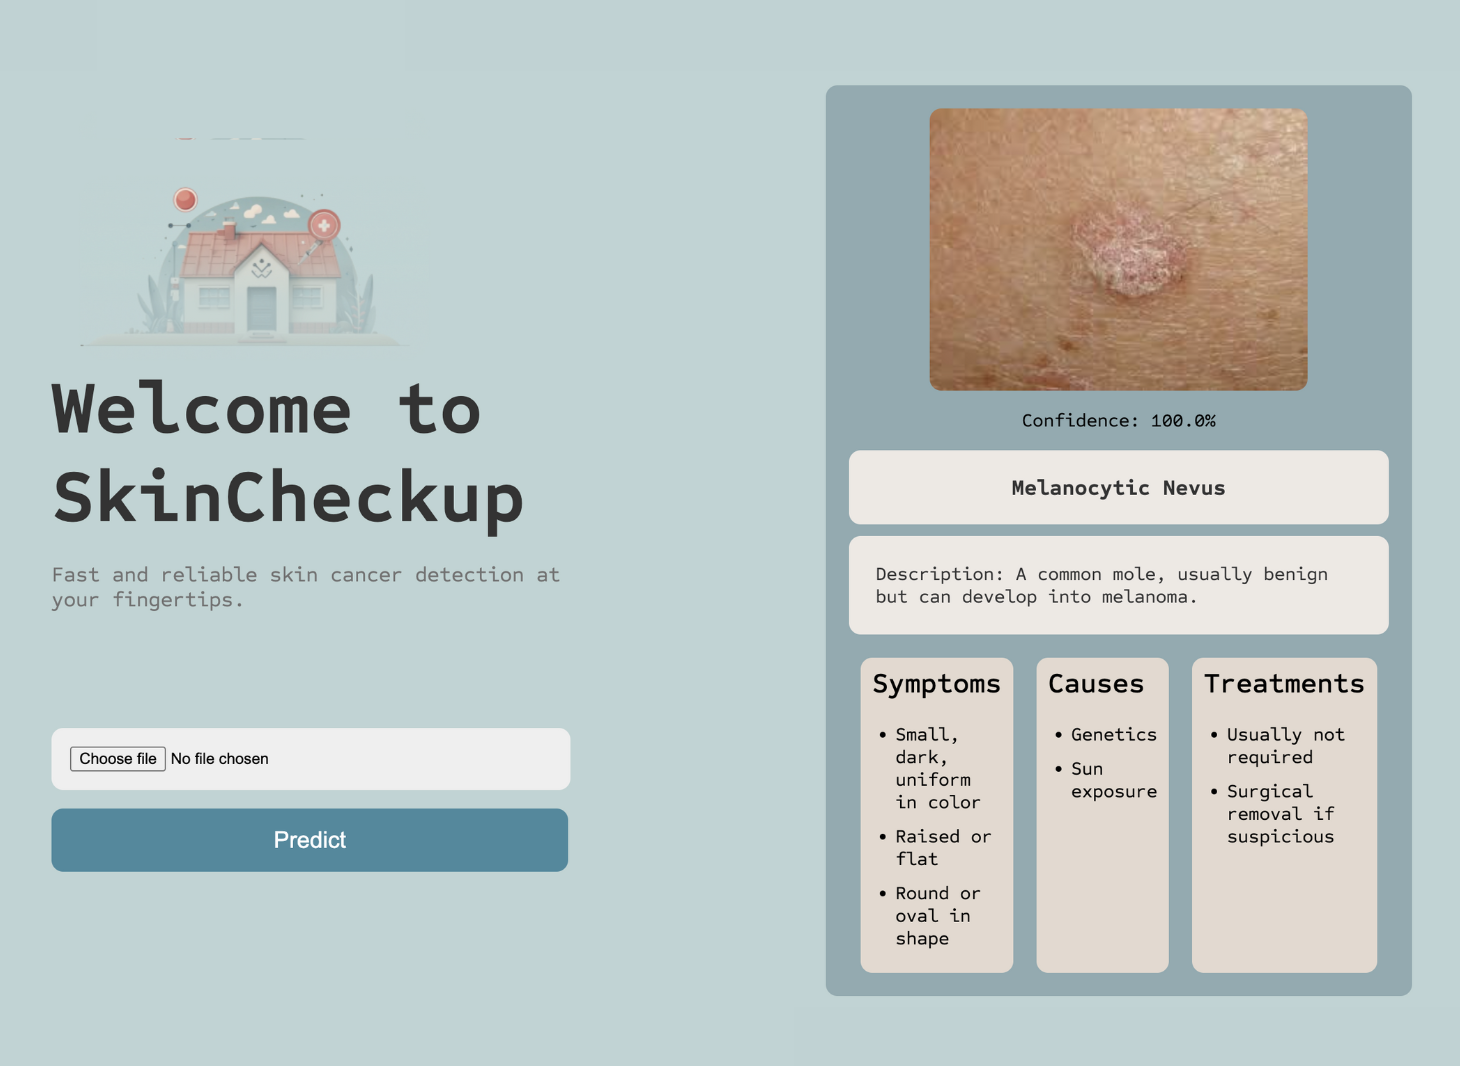 Welcome to
SkinCheckup
Fast and reliable skin cancer detection at
your fingertips.
Choose file No file chosen
Predict
Confidence: 100.0%
Melanocytic Nevus
Description: A common mole, usually benign
but can develop into melanoma.
Symptoms
• Small,
dark,
uniform
in color
• Raised or
flat
• Round or
oval in
shape
Causes
• Genetics
• Sun
exposure
Treatments
• Usually not
required
• Surgical
removal if
suspicious